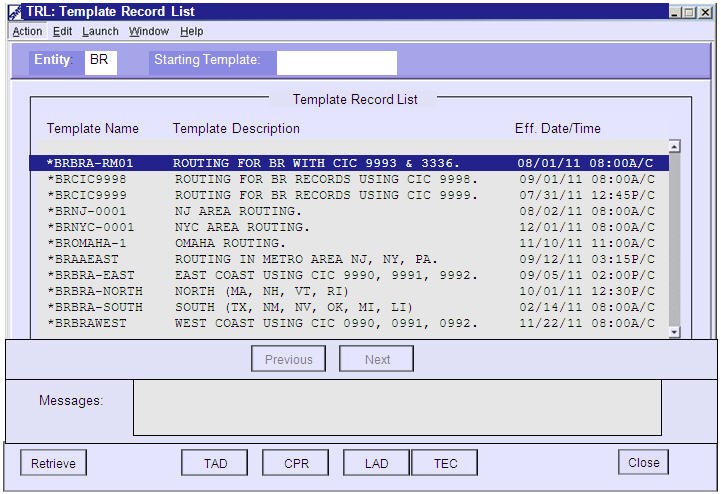 TRL: Template Record List
Action Edit Launch Window Help
Entity: BR Starting Template:
Template Record List
Template Name Template Description Eff. Date/Time
*BRBRA-RM01 ROUTING FOR BR WITH CIC 9993 & 3336. 08/01/11 08:00A/C
*BRCIC9998 ROUTING FOR BR RECORDS USING CIC 9998. 09/01/11 08:00A/C
*BRCIC9999 ROUTING FOR BR RECORDS USING CIC 9999. 07/31/11 12:45P/C
*BRNJ-0001 NJ AREA ROUTING. 08/02/11 08:00A/C
*BRNYC-0001 NYC AREA ROUTING. 12/01/11 08:00A/C
*BROMAHA-1 OMAHA ROUTING. 11/10/11 11:00A/C
*BRAAEAST ROUTING IN METRO AREA NJ, NY, PA. 09/12/11 03:15P/C
*BRBRA-EAST EAST COAST USING CIC 9990, 9991, 9992. 09/05/11 02:00P/C
*BRBRA-NORTH NORTH (MA, NH, VT, RI) 10/01/11 12:30P/C
*BRBRA-SOUTH SOUTH (TX, NM, NV, OK, MI, LI) 02/14/11 08:00A/C
*BRBRAWEST WEST COAST USING CIC 0990, 0991, 0992. 11/22/11 08:00A/C
Previous Next
Messages:
Retrieve TAD CPR LAD TEC Close